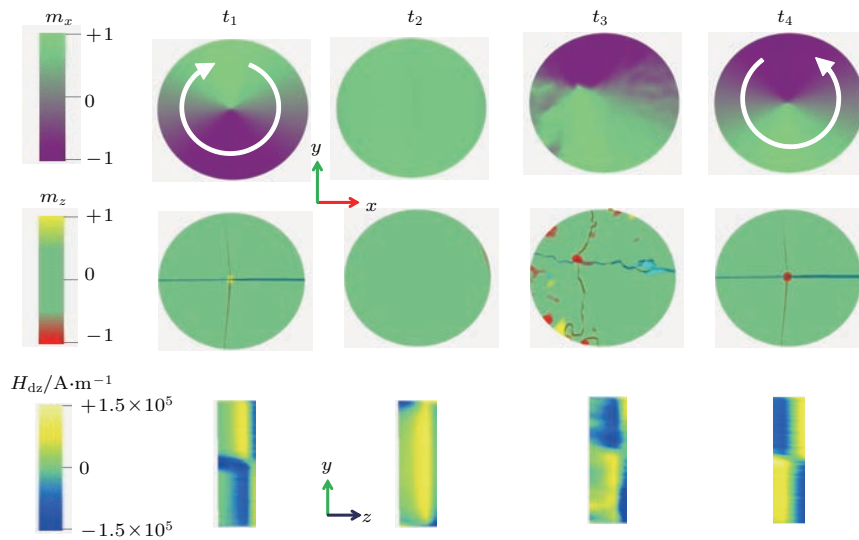 m_x t_1 t_2 t_3 t_4
+1
0
−1
y
x
m_z
+1
0
−1
H_dz/A·m^−1
+1.5×10^5
0
−1.5×10^5
y
z